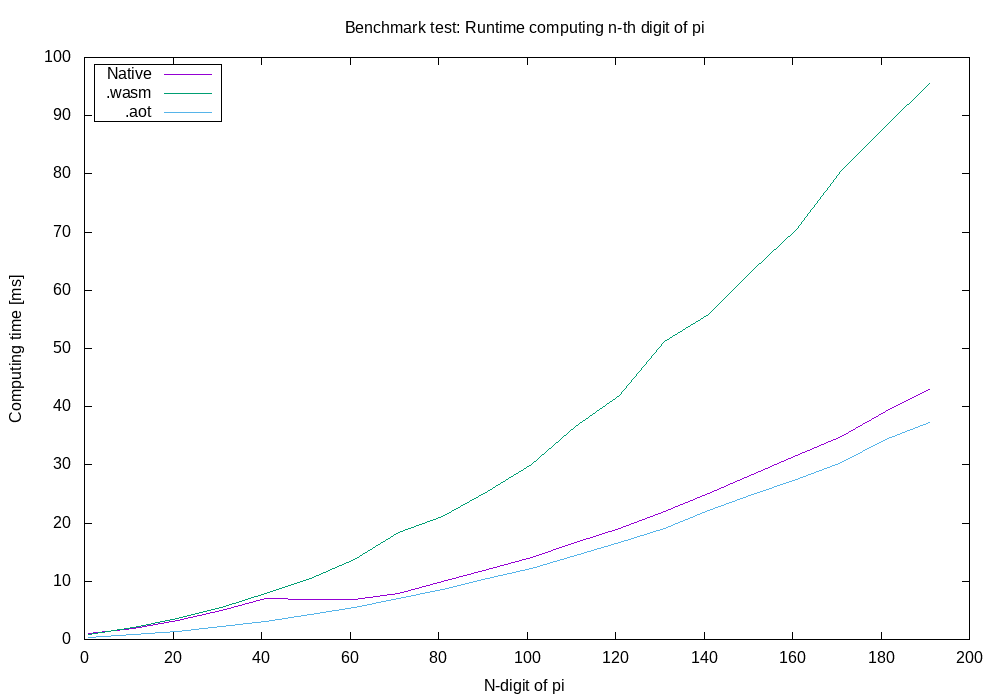 Benchmark test: Runtime computing n-th digit of pi
100
90
80
70
60
50
40
30
20
10
0
Native
.wasm
.aot
Computing time [ms]
0 20 40 60 80 100 120 140 160 180 200
N-digit of pi